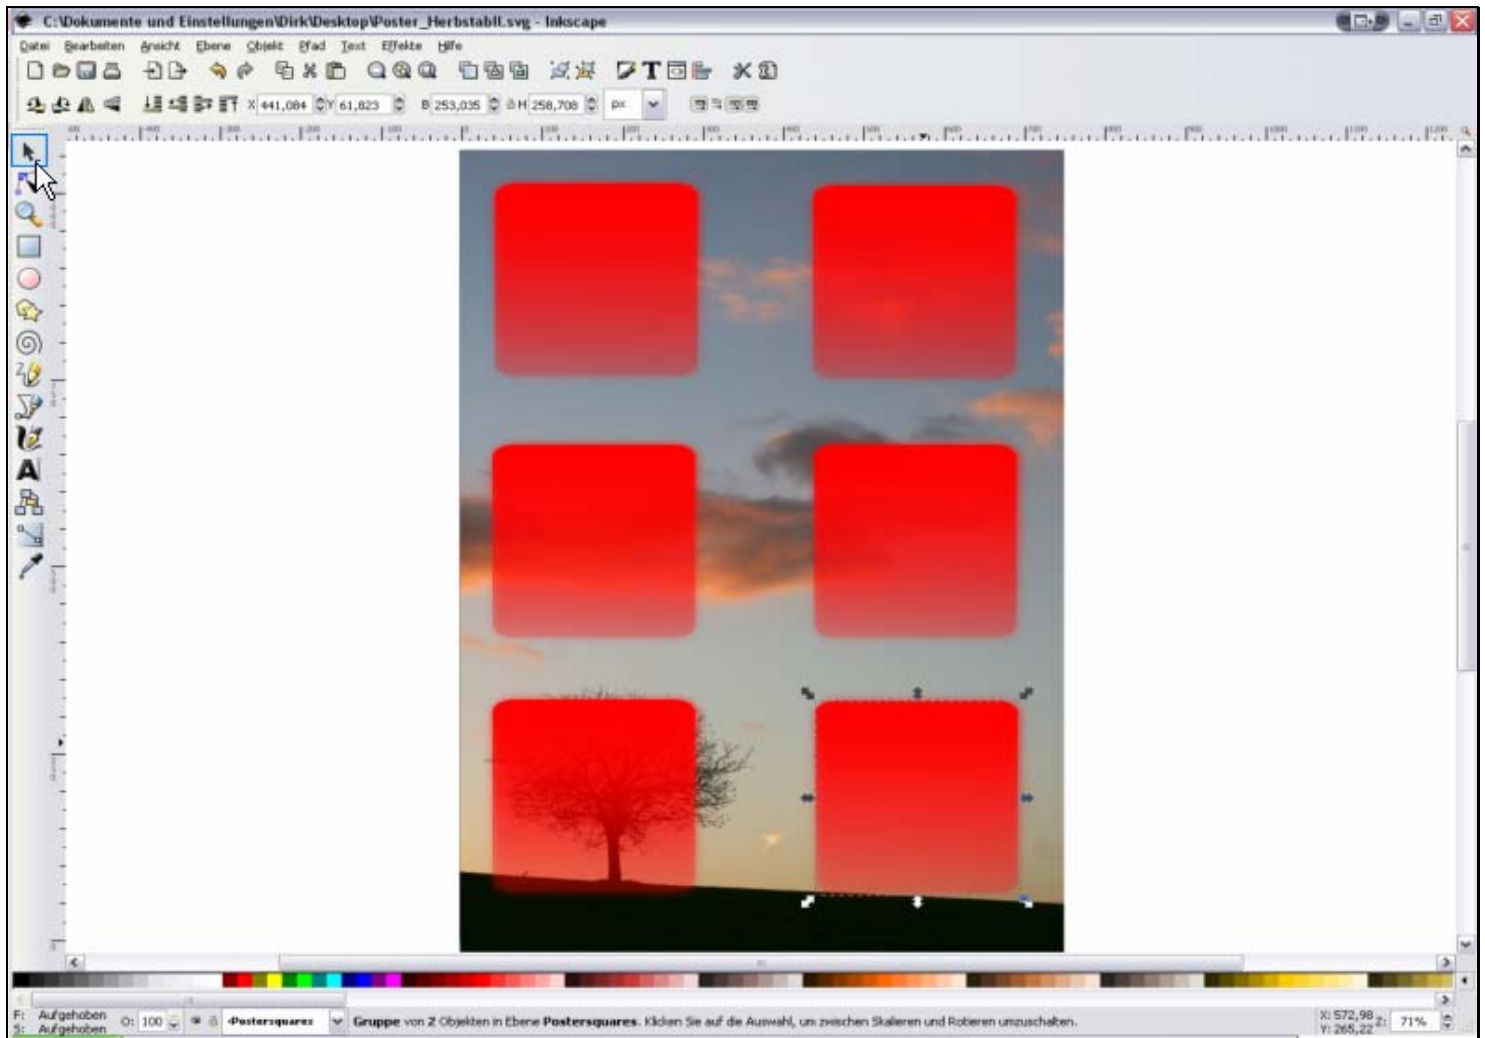 C:\Dokumente und Einstellungen\Dirk\Desktop\Poster_Herbstabll.svg - Inkscape
Datei Bearbeiten Ansicht Ebene Objekt Pfad Text Effekte Hilfe
X 441,084 Y 61,823 B 253,035 H 258,708 px
F: Aufgehoben O: 100 Postersquares Gruppe von 2 Objekten in Ebene Postersquares. Klicken Sie auf die Auswahl, um zwischen Skalieren und Rotieren umzuschalten. X: 572,98 Z: 71%
S: Aufgehoben Y: 265,22